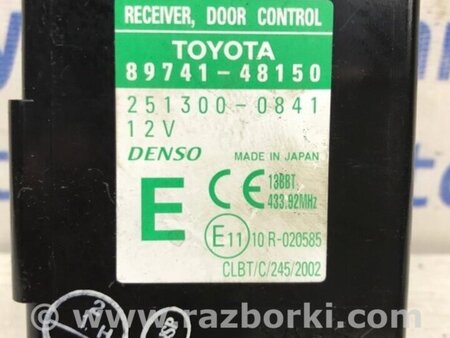 RECEIVER, DOOR CONTROL
TOYOTA
89741-48150
251300-0841
12V
DENSO MADE IN JAPAN
E CE 13BBT
433.92MHz
E11 10 R-020585
CLBT/C/245/2002
www.razborki.com